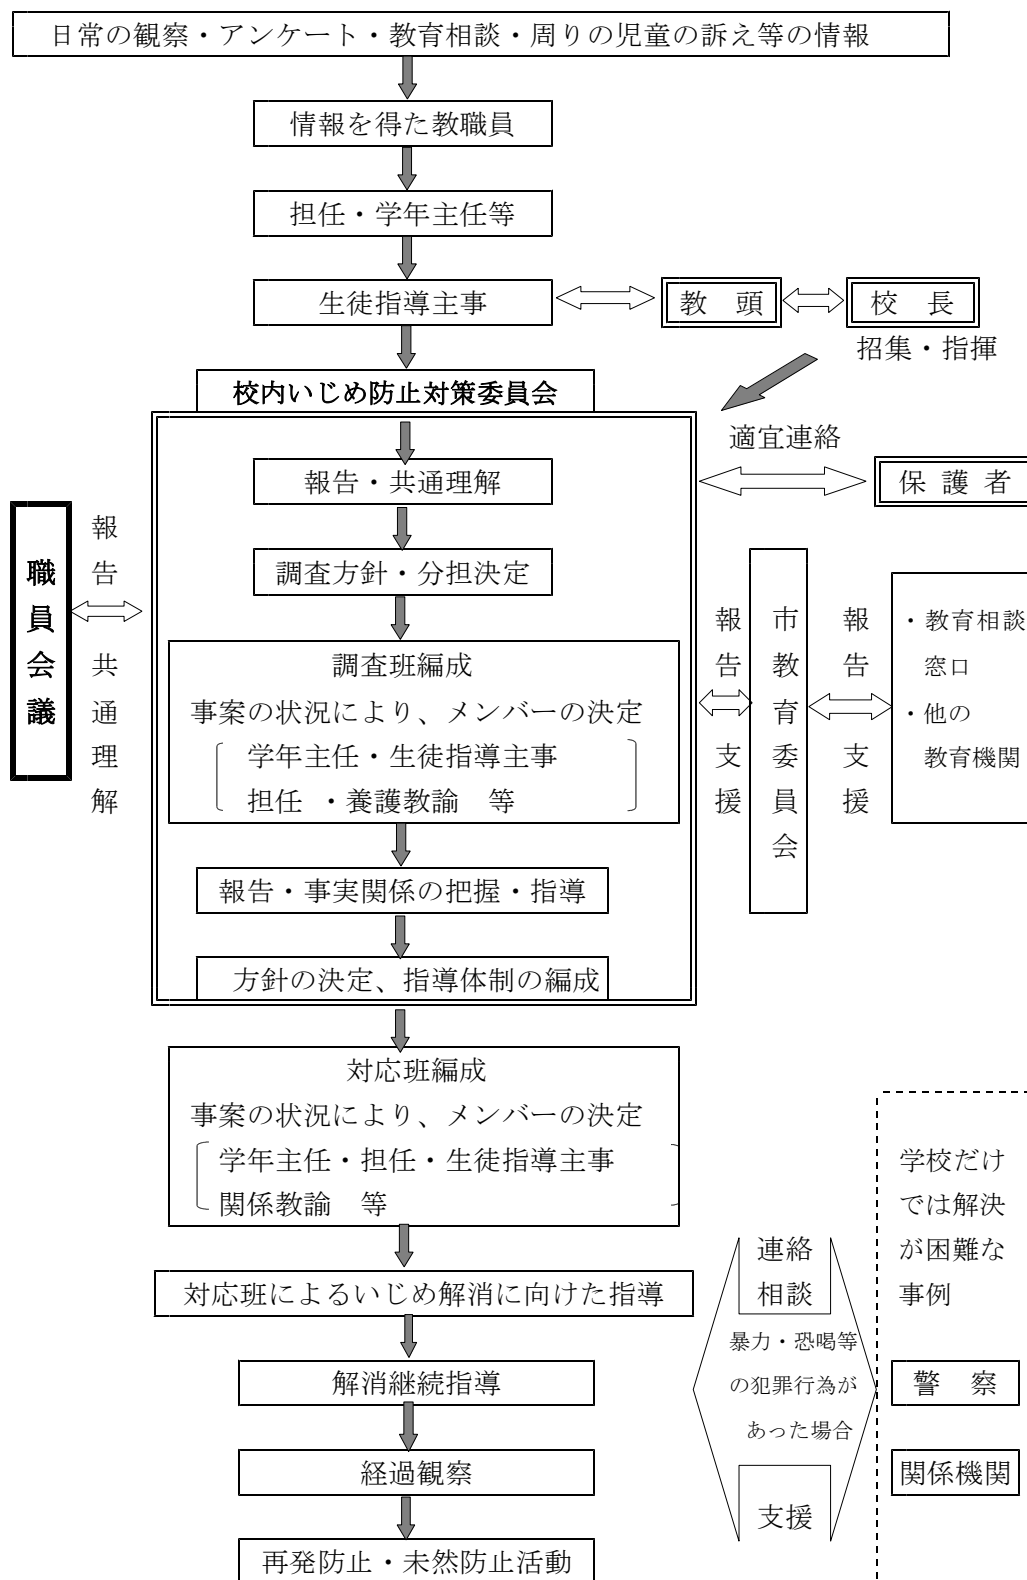 日常の観察・アンケート・教育相談・周りの児童の訴え等の情報
情報を得た教職員
担任・学年主任等
生徒指導主事
教　頭
校　長
招集・指揮
校内いじめ防止対策委員会
適宜連絡
保 護 者
報告・共通理解
調査方針・分担決定
職員会議
報告　共通理解
調査班編成
事案の状況により、メンバーの決定
学年主任・生徒指導主事
担任 ・養護教諭　等
報告　支援
市教育委員会
報告　支援
・教育相談
窓口
・他の
教育機関
報告・事実関係の把握・指導
方針の決定、指導体制の編成
対応班編成
事案の状況により、メンバーの決定
学年主任・担任・生徒指導主事
関係教諭　等
対応班によるいじめ解消に向けた指導
解消継続指導
経過観察
再発防止・未然防止活動
連絡
相談
暴力・恐喝等
の犯罪行為が
あった場合
支援
学校だけ
では解決
が困難な
事例
警　察
関係機関